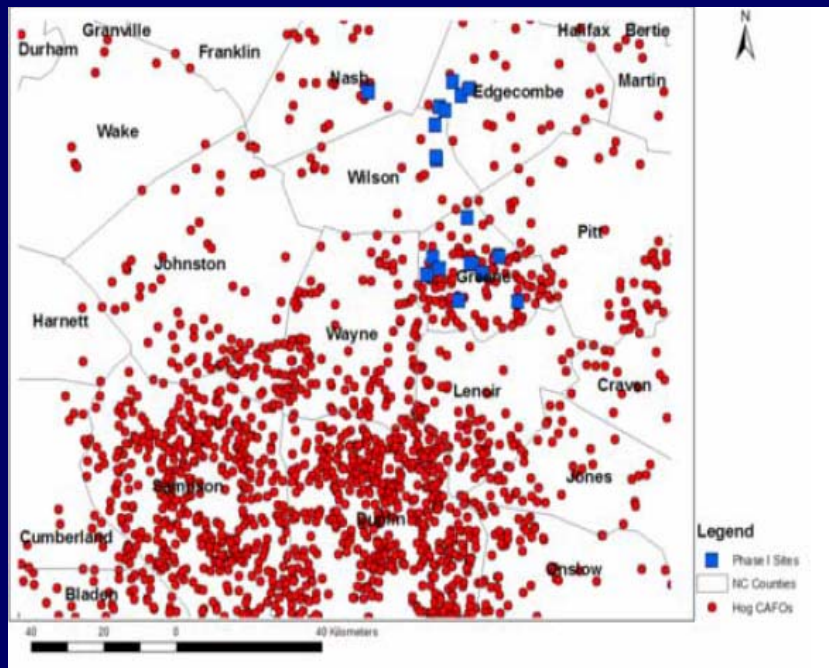 Granville
Halifax Bertie
N
Durham
Franklin
Nash
Edgecombe
Martin
Wake
Wilson
Pitt
Johnston
Greene
Harnett
Wayne
Lenoir
Craven
Sampson
Jones
Duplin
Cumberland
Onslow
Bladen
Legend
Phase I Sites
NC Counties
Hog CAFOs
40 20 0 40 Kilometers